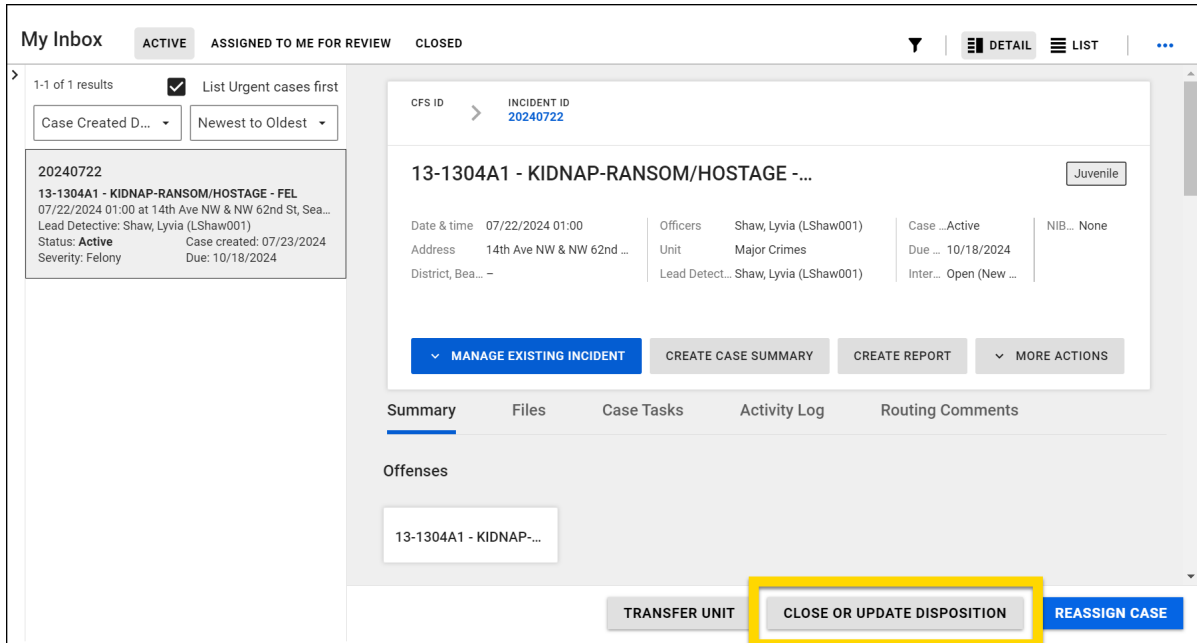 My Inbox ACTIVE ASSIGNED TO ME FOR REVIEW CLOSED DETAIL LIST
1-1 of 1 results List Urgent cases first
Case Created D... Newest to Oldest
20240722
13-1304A1 - KIDNAP-RANSOM/HOSTAGE - FEL
07/22/2024 01:00 at 14th Ave NW & NW 62nd St, Sea...
Lead Detective: Shaw, Lyvia (LShaw001)
Status: Active Case created: 07/23/2024
Severity: Felony Due: 10/18/2024
CFS ID INCIDENT ID
20240722
13-1304A1 - KIDNAP-RANSOM/HOSTAGE -... Juvenile
Date & time 07/22/2024 01:00 Officers Shaw, Lyvia (LShaw001) Case ...Active NIB... None
Address 14th Ave NW & NW 62nd ... Unit Major Crimes Due ... 10/18/2024
District, Bea... – Lead Detect... Shaw, Lyvia (LShaw001) Inter... Open (New ...
MANAGE EXISTING INCIDENT CREATE CASE SUMMARY CREATE REPORT MORE ACTIONS
Summary Files Case Tasks Activity Log Routing Comments
Offenses
13-1304A1 - KIDNAP-...
TRANSFER UNIT CLOSE OR UPDATE DISPOSITION REASSIGN CASE